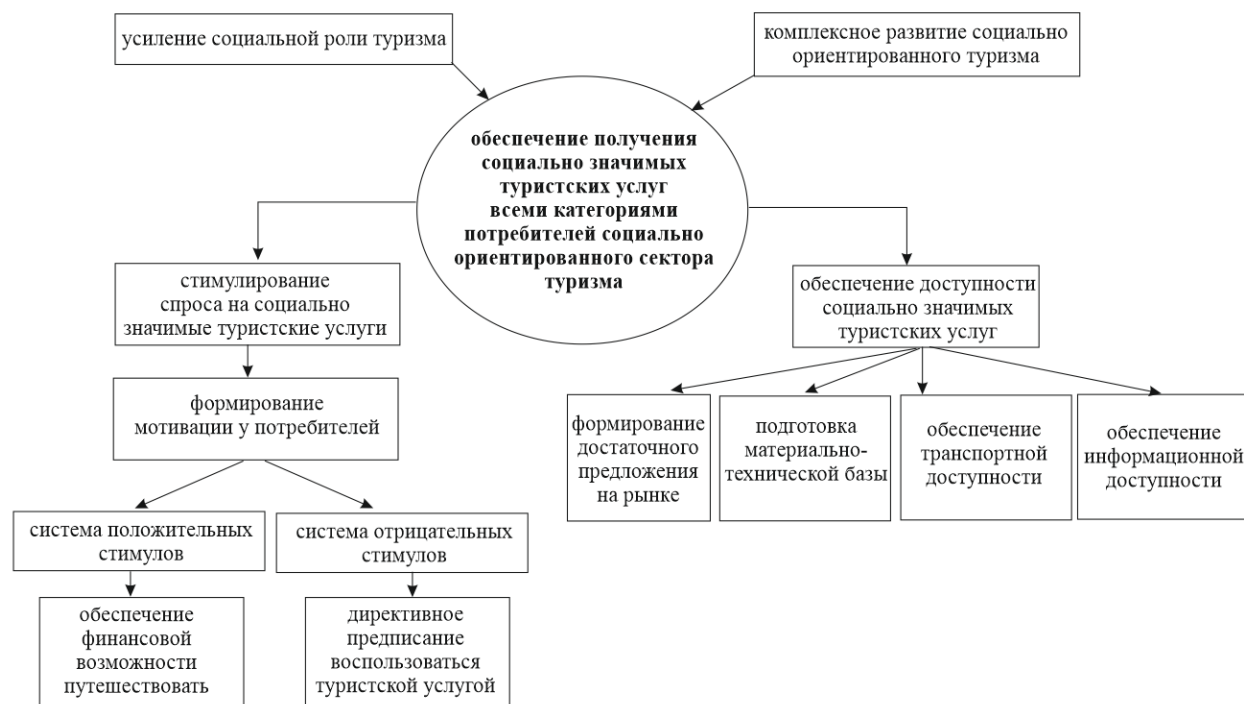 усиление социальной роли туризма
комплексное развитие социально
ориентированного туризма
обеспечение получения
социально значимых
туристских услуг
всеми категориями
потребителей социально
ориентированного сектора
туризма
стимулирование
спроса на социально
значимые туристские услуги
обеспечение доступности
социально значимых
туристских услуг
формирование
мотивации у потребителей
формирование
достаточного
предложения
на рынке
подготовка
материально-
технической базы
обеспечение
транспортной
доступности
обеспечение
информационной
доступности
система положительных
стимулов
система отрицательных
стимулов
обеспечение
финансовой
возможности
путешествовать
директивное
предписание
воспользоваться
туристской услугой